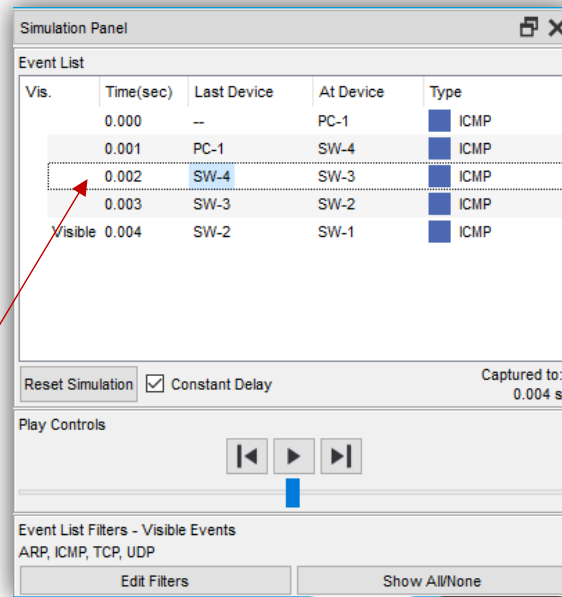 Simulation Panel
Event List
Vis. Time(sec) Last Device At Device Type
0.000 -- PC-1 ICMP
0.001 PC-1 SW-4 ICMP
0.002 SW-4 SW-3 ICMP
0.003 SW-3 SW-2 ICMP
Visible 0.004 SW-2 SW-1 ICMP
Reset Simulation Constant Delay Captured to:
0.004 s
Play Controls
Event List Filters - Visible Events
ARP, ICMP, TCP, UDP
Edit Filters Show All/None